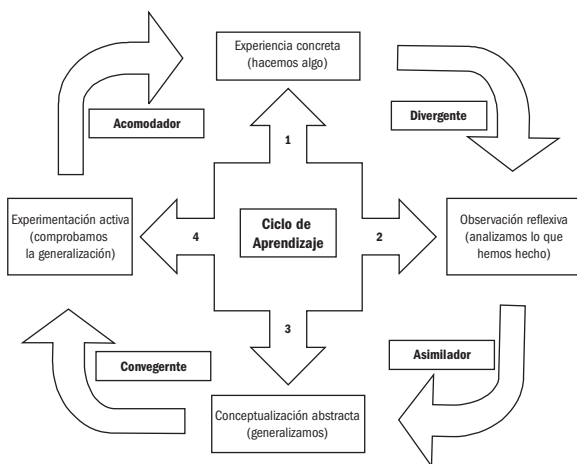 Experiencia concreta
(hacemos algo)
Acomodador
Divergente
1
Experimentación activa
(comprobamos
la generalización)
4
Ciclo de
Aprendizaje
2
Observación reflexiva
(analizamos lo que
hemos hecho)
3
Convegernte
Asimilador
Conceptualización abstracta
(generalizamos)